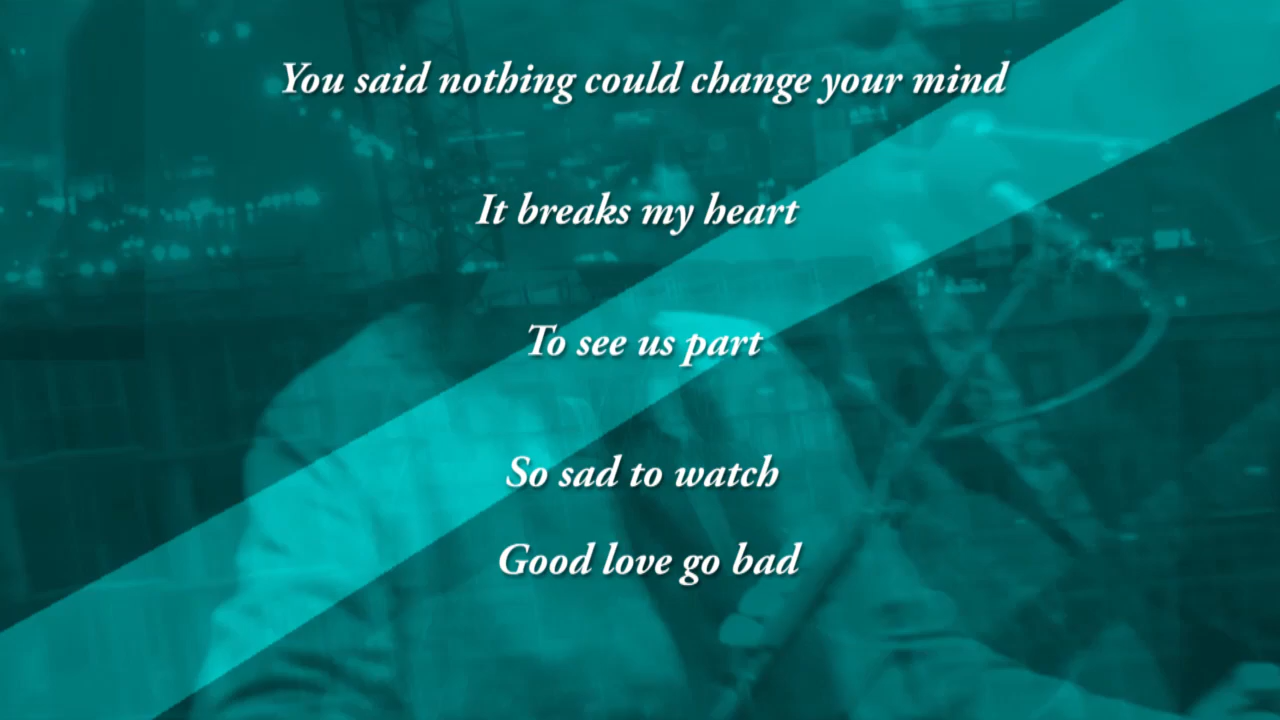 You said nothing could change your mind
It breaks my heart
To see us part
So sad to watch
Good love go bad